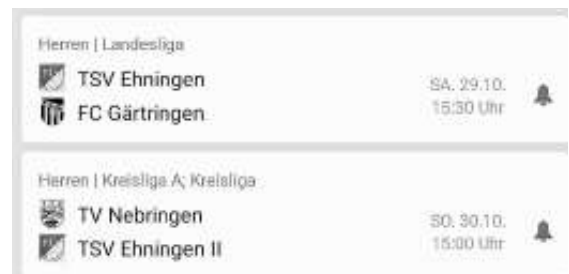 Herren | Landesliga
TSV Ehningen
SA. 29.10.
FC Gärtringen
15:30 Uhr
Herren | Kreisliga A; Kreisliga
TV Nebringen
SO. 30.10.
TSV Ehningen II
15:00 Uhr